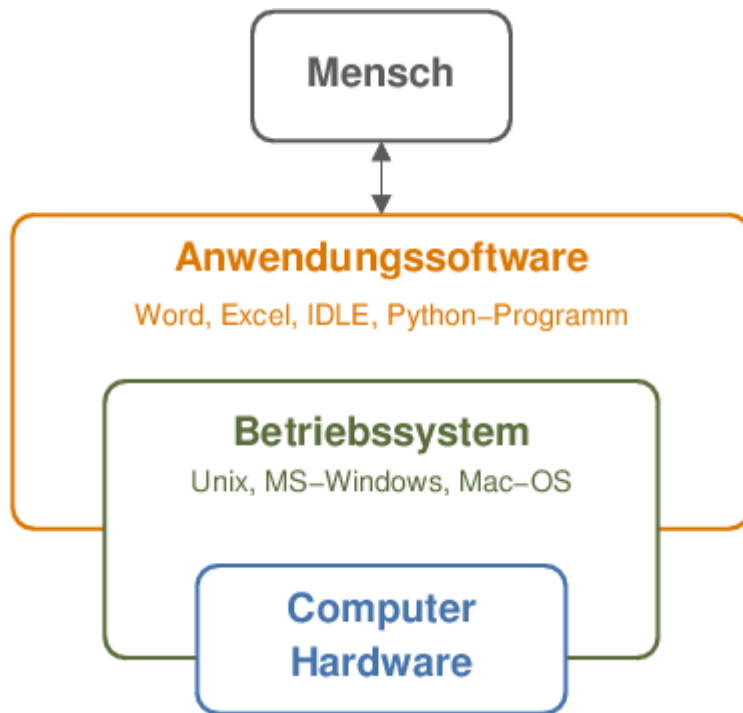 Mensch
Anwendungssoftware
Word, Excel, IDLE, Python−Programm
Betriebssystem
Unix, MS−Windows, Mac−OS
Computer
Hardware